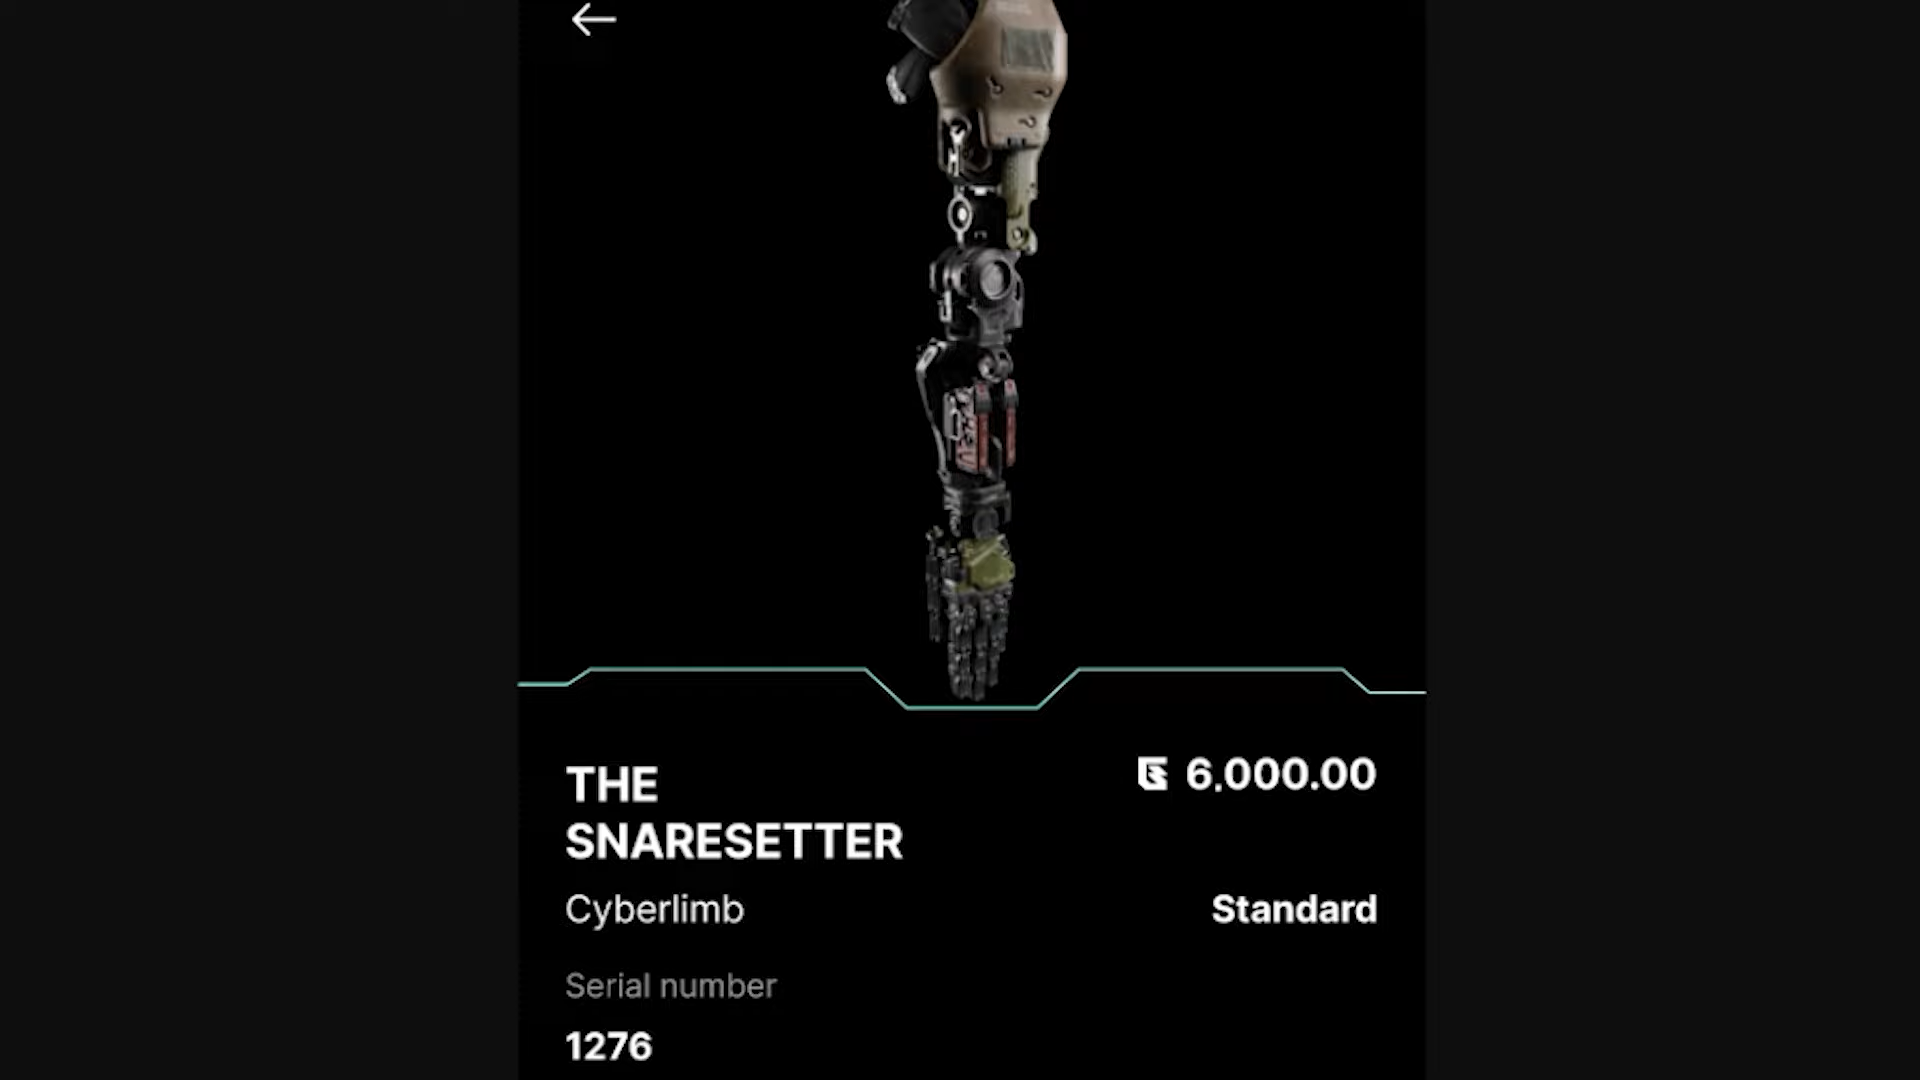 THE
SNARESETTER
6,000.00
Cyberlimb
Standard
Serial number
1276